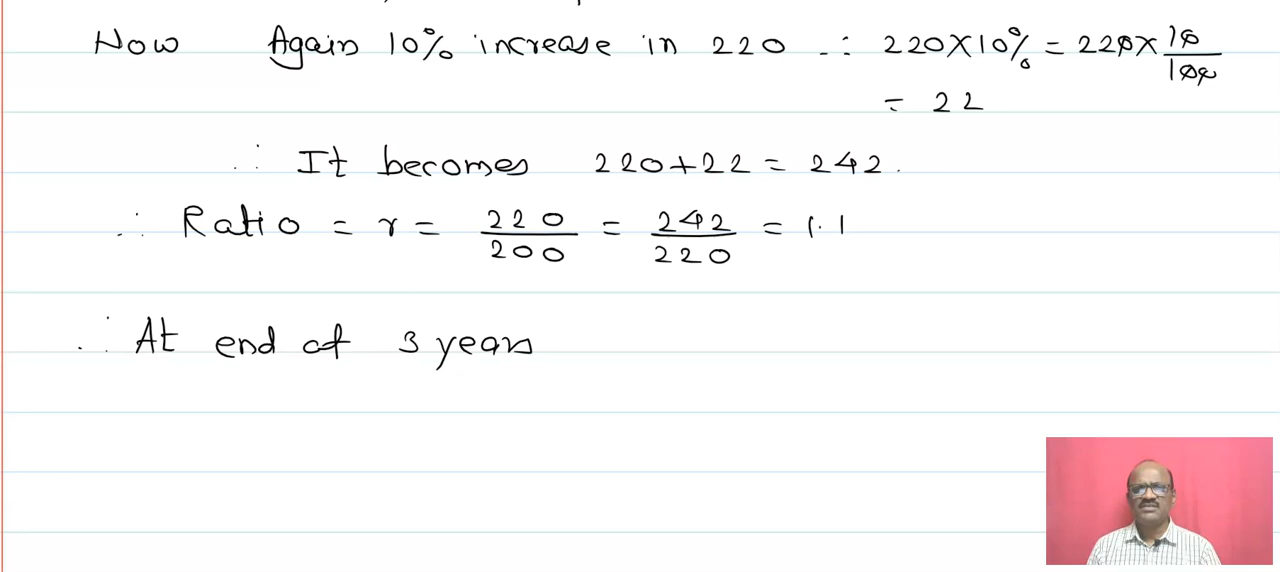 Now Again 10% increase in 220 ∴ 220×10% = 220×10/100
= 22
∴ It becomes 220+22 = 242.
∴ Ratio = r = 220/200 = 242/220 = 1.1
∴ At end of 3 years